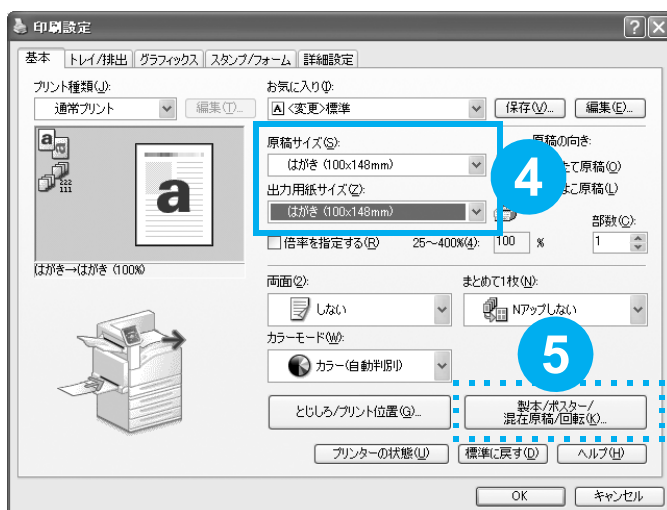 印刷設定
基本 トレイ/排出 グラフィックス スタンプ/フォーム 詳細設定
プリント種類(J):
通常プリント
編集(T)...
お気に入り(I):
A <変更>標準
保存(V)...
編集(E)...
a
222
111
a
はがき→はがき (100%)
原稿サイズ(S):
はがき (100x148mm)
出力用紙サイズ(Z):
はがき (100x148mm)
4
原稿の向き:
たて原稿(O)
よこ原稿(L)
倍率を指定する(R)
25～400%(4):
100 %
部数(C):
1
両面(2):
しない
まとめて1枚(N):
Nアップしない
カラーモード(W):
カラー(自動判別)
5
とじしろ/プリント位置(G)...
製本/ポスター/
混在原稿/回転(K)...
プリンターの状態(U)
標準に戻す(D)
ヘルプ(H)
OK
キャンセル